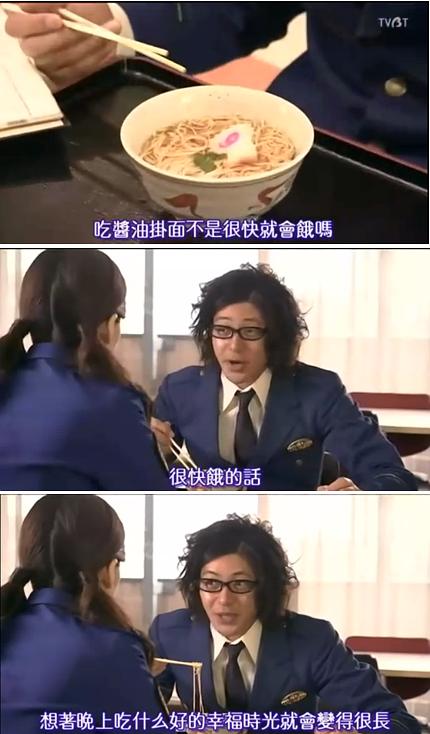 TVBT
吃醬油掛面不是很快就會餓嗎
很快餓的話
想著晚上吃什么好的幸福時光就會變得很長